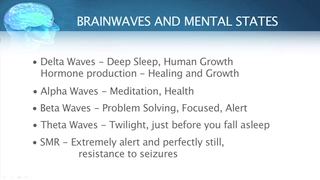 BRAINWAVES AND MENTAL STATES
• Delta Waves - Deep Sleep, Human Growth
Hormone production - Healing and Growth
• Alpha Waves - Meditation, Health
• Beta Waves - Problem Solving, Focused, Alert
• Theta Waves - Twilight, just before you fall asleep
• SMR - Extremely alert and perfectly still,
resistance to seizures